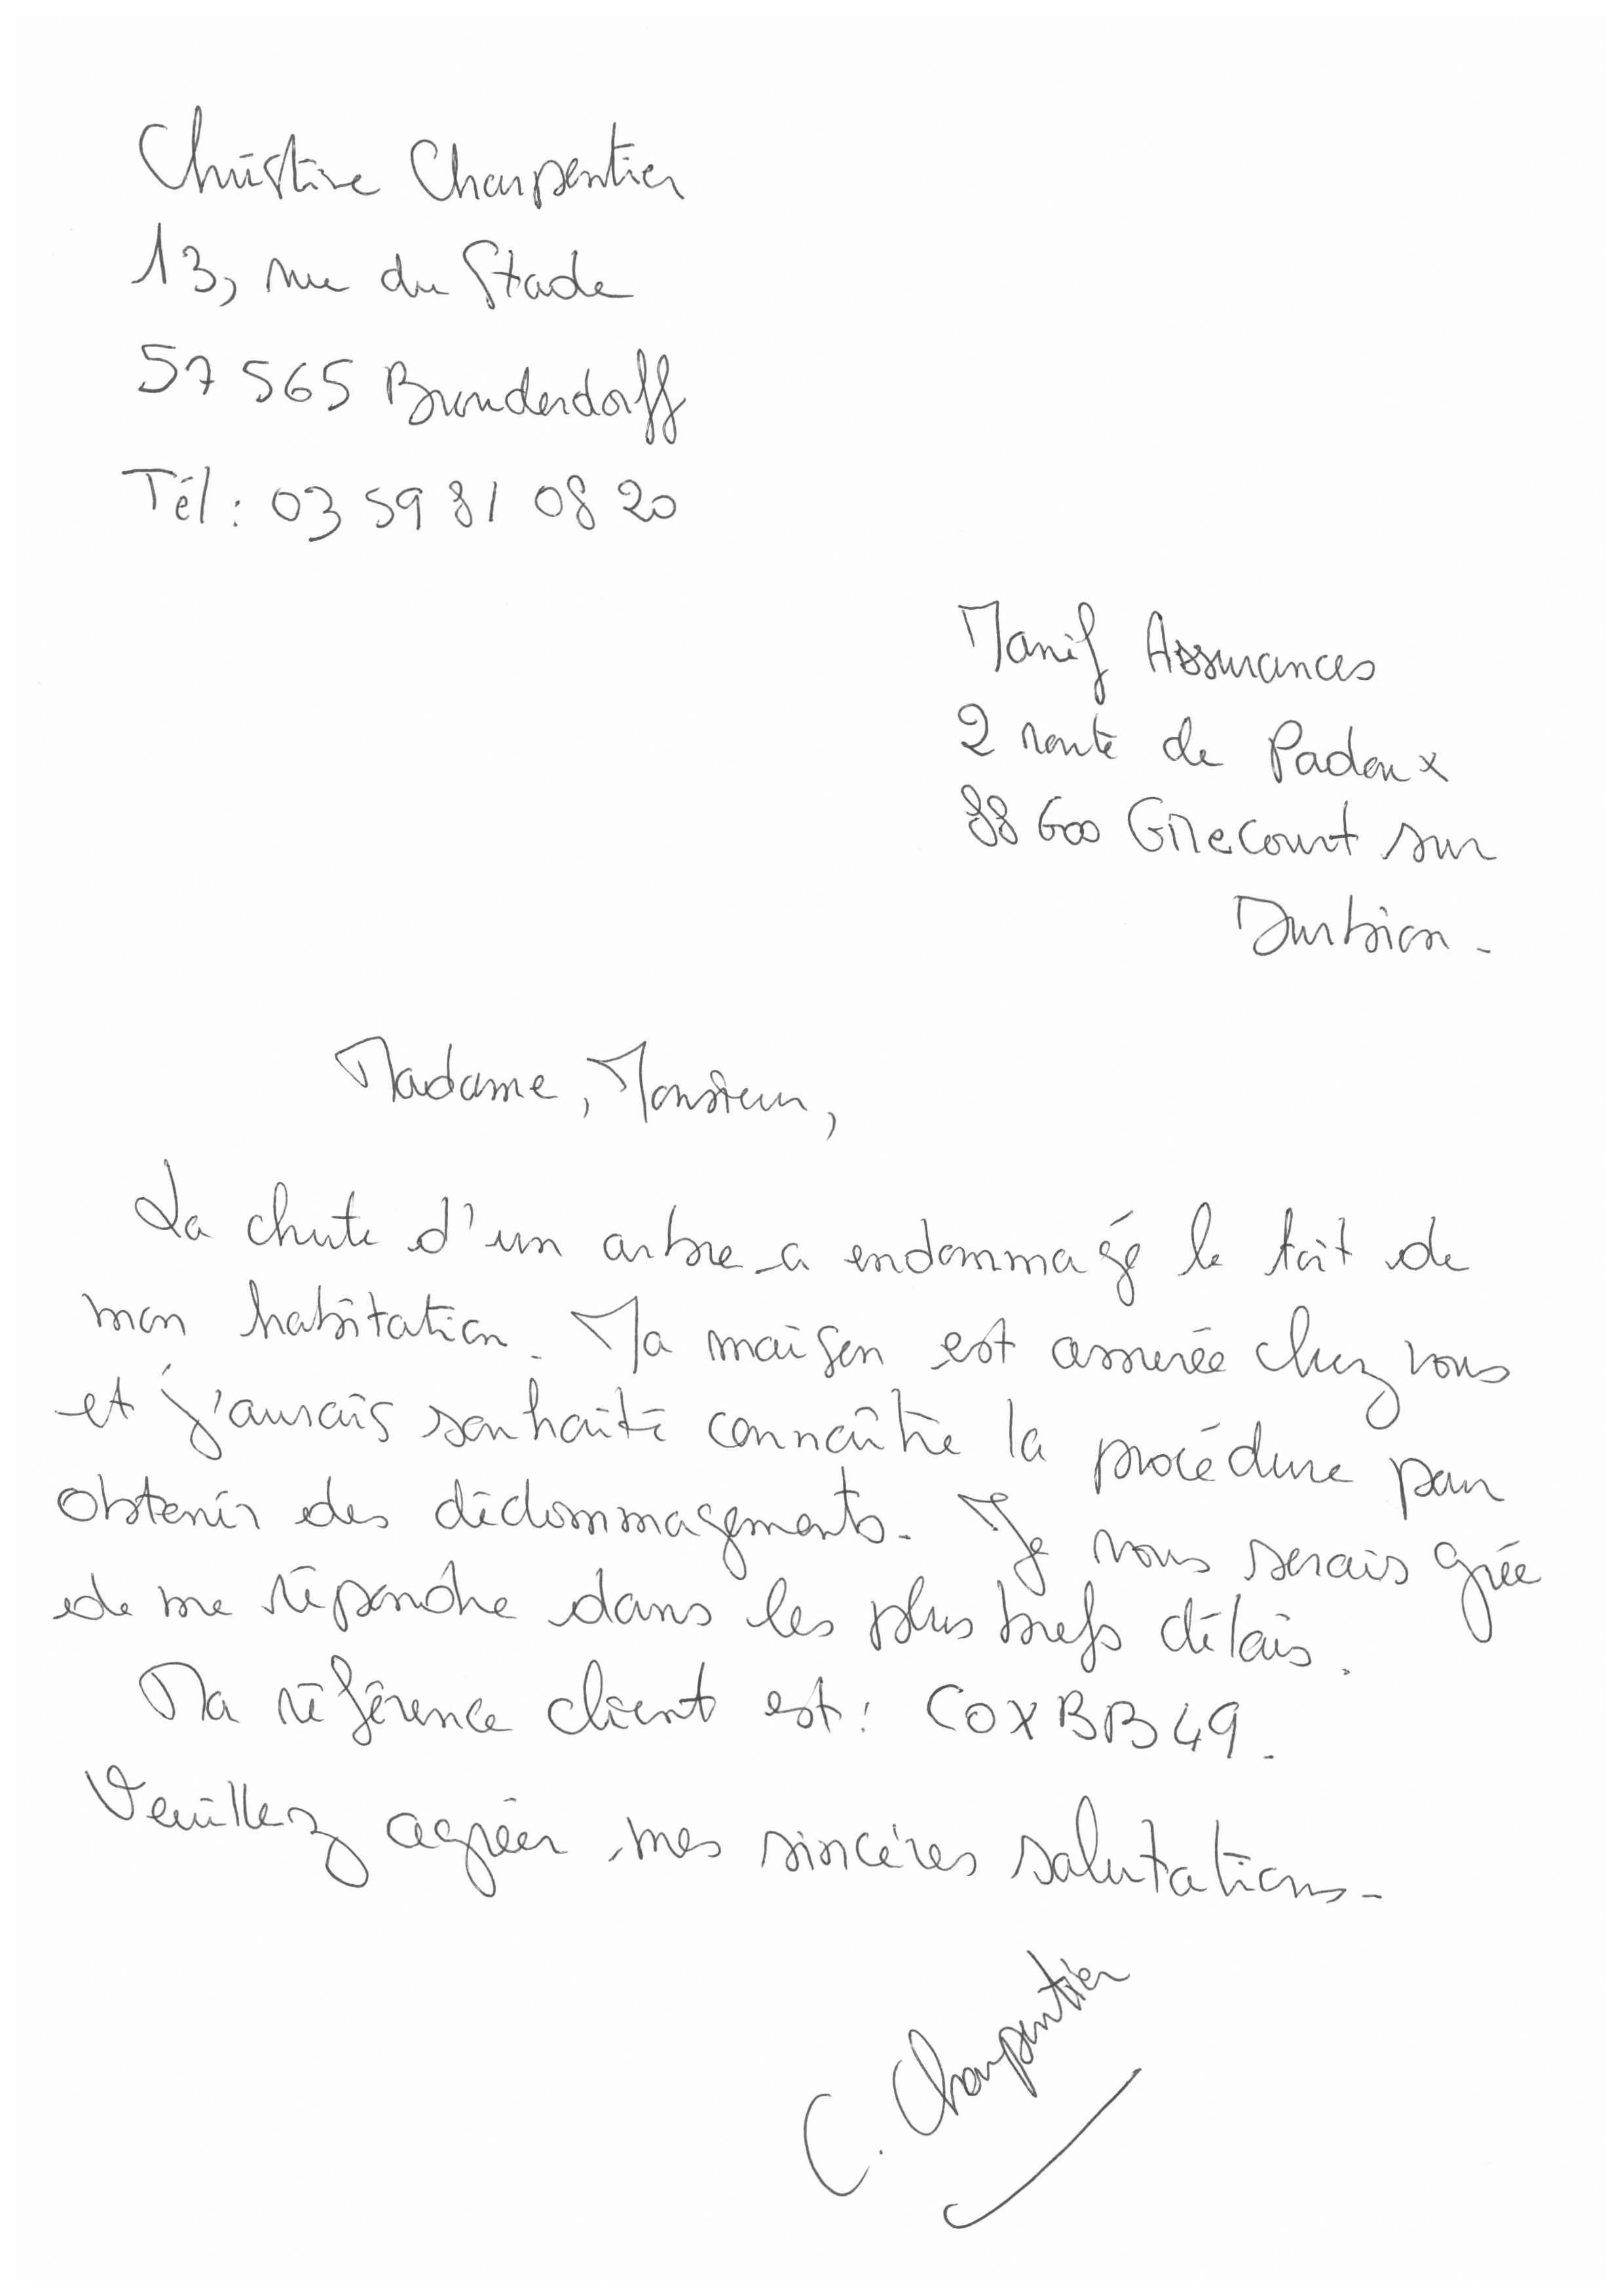 Christine Charpentier
13, rue du Stade
57 565 Brouderdorff
Tél : 03 59 81 08 20
Manif Assurances
2 route de Padoux
88 600 Girecourt sur
Durbion.
Madame, Monsieur,
La chute d'un arbre a endommagé le toit de
mon habitation. Ma maison est assurée chez vous
et j'aurais souhaité connaître la procédure pour
obtenir des dédommagements. Je vous serais grée
de me répondre dans les plus brefs délais.
Ma référence client est : COXBB49.
Veuillez agréer mes sincères salutations.
C. Charpentier